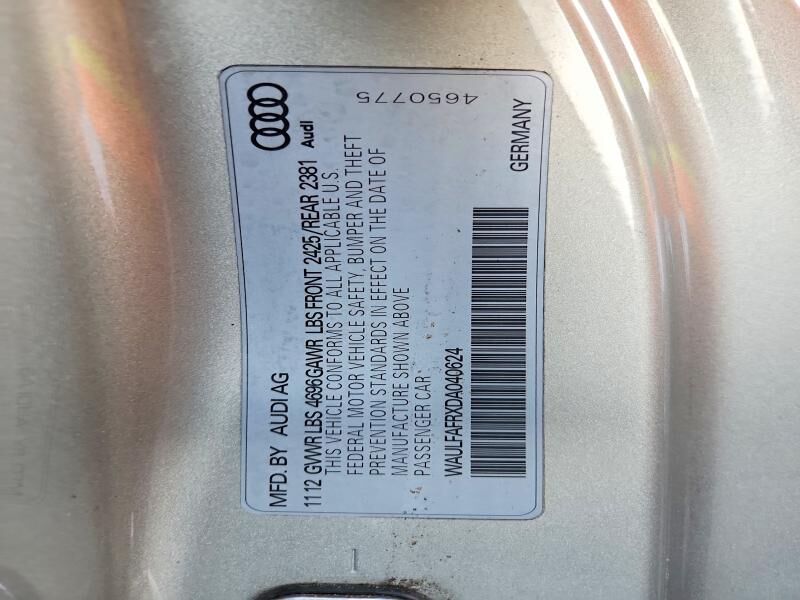 MFD. BY AUDI AG
Audi
4650775
1112 GVWR LBS 4696 GAWR LBS FRONT 2425/REAR 2381
THIS VEHICLE CONFORMS TO ALL APPLICABLE U.S.
FEDERAL MOTOR VEHICLE SAFETY, BUMPER AND THEFT
PREVENTION STANDARDS IN EFFECT ON THE DATE OF
MANUFACTURE SHOWN ABOVE
PASSENGER CAR
WAULFAFRXDA040624
GERMANY